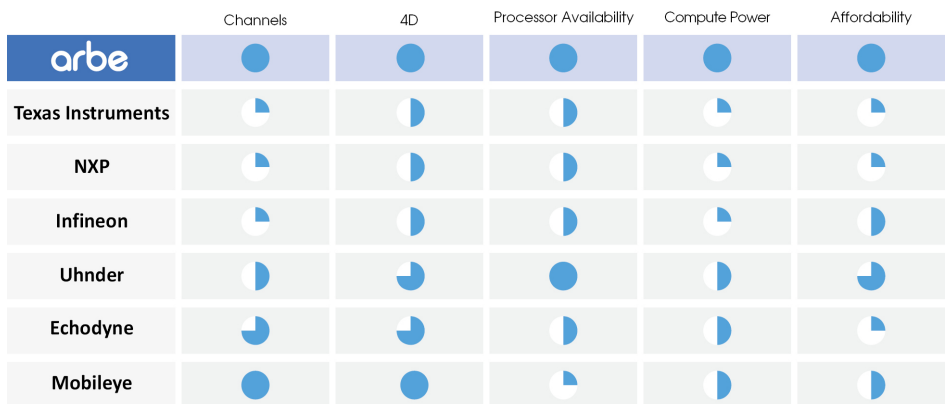 Channels 4D Processor Availability Compute Power Affordability
arbe
Texas Instruments
NXP
Infineon
Uhnder
Echodyne
Mobileye